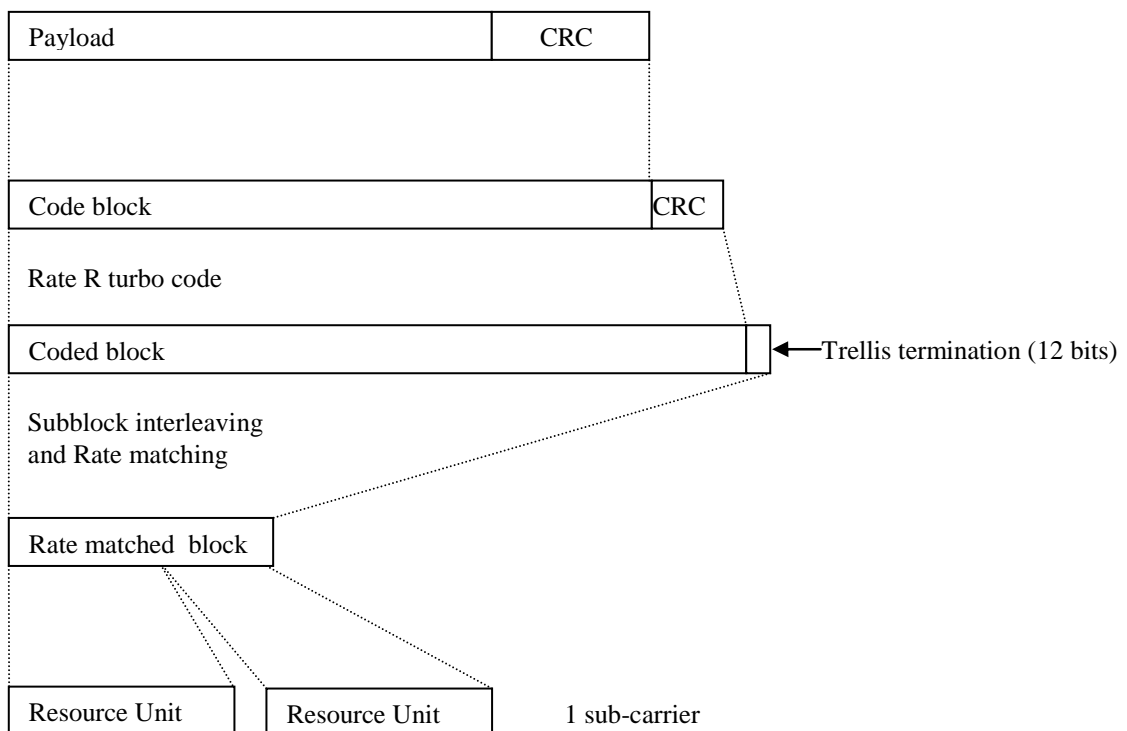 Payload CRC
Code block CRC
Rate R turbo code
Coded block
Trellis termination (12 bits)
Subblock interleaving
and Rate matching
Rate matched block
Resource Unit Resource Unit 1 sub-carrier